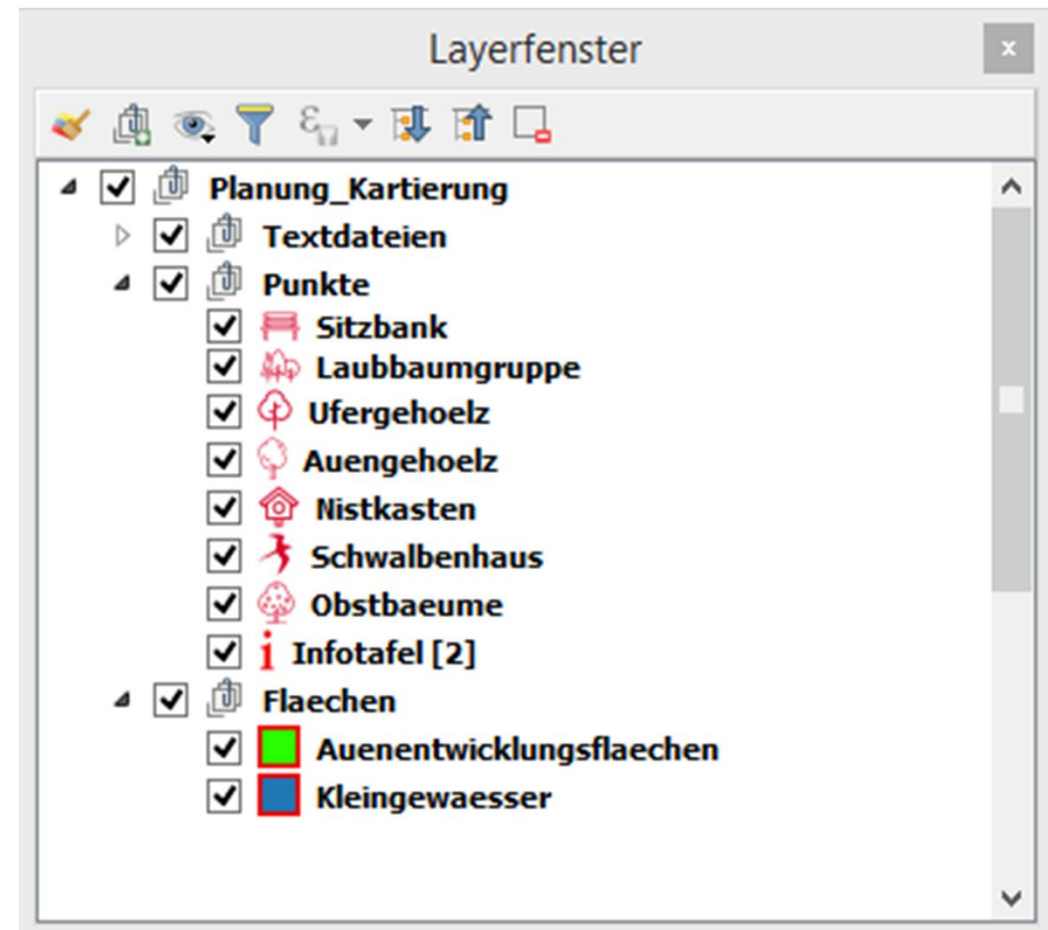 Layerfenster
Planung_Kartierung
Textdateien
Punkte
Sitzbank
Laubbaumgruppe
Ufergehoelz
Auengehoelz
Nistkasten
Schwalbenhaus
Obstbaeume
Infotafel [2]
Flaechen
Auenentwicklungsflaechen
Kleingewaesser